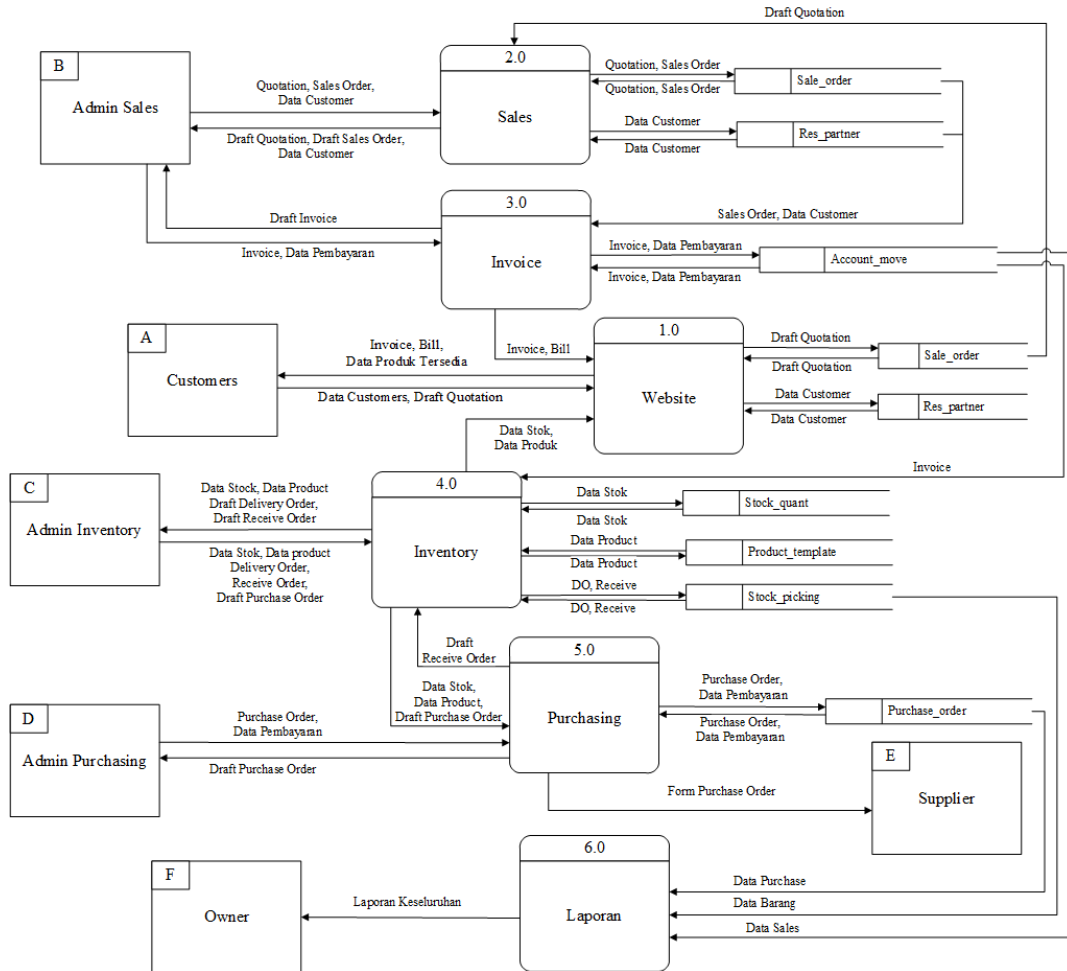 Draft Quotation
B
Admin Sales
Quotation, Sales Order,
Data Customer
Draft Quotation, Draft Sales Order,
Data Customer
2.0
Sales
Quotation, Sales Order
Quotation, Sales Order
Sale_order
Data Customer
Data Customer
Res_partner
Draft Invoice
Invoice, Data Pembayaran
3.0
Invoice
Sales Order, Data Customer
Invoice, Data Pembayaran
Invoice, Data Pembayaran
Account_move
A
Customers
Invoice, Bill,
Data Produk Tersedia
Data Customers, Draft Quotation
Invoice, Bill
1.0
Website
Draft Quotation
Draft Quotation
Sale_order
Data Customer
Data Customer
Res_partner
Data Stok,
Data Produk
Invoice
C
Admin Inventory
Data Stock, Data Product
Draft Delivery Order,
Draft Receive Order
Data Stok, Data product
Delivery Order,
Receive Order,
Draft Purchase Order
4.0
Inventory
Data Stok
Data Stok
Stock_quant
Data Product
Data Product
Product_template
DO, Receive
DO, Receive
Stock_picking
Draft
Receive Order
Data Stok,
Data Product,
Draft Purchase Order
5.0
Purchasing
Purchase Order,
Data Pembayaran
Purchase Order,
Data Pembayaran
Purchase_order
D
Admin Purchasing
Purchase Order,
Data Pembayaran
Draft Purchase Order
Form Purchase Order
E
Supplier
6.0
Laporan
Data Purchase
Data Barang
Data Sales
Laporan Keseluruhan
F
Owner